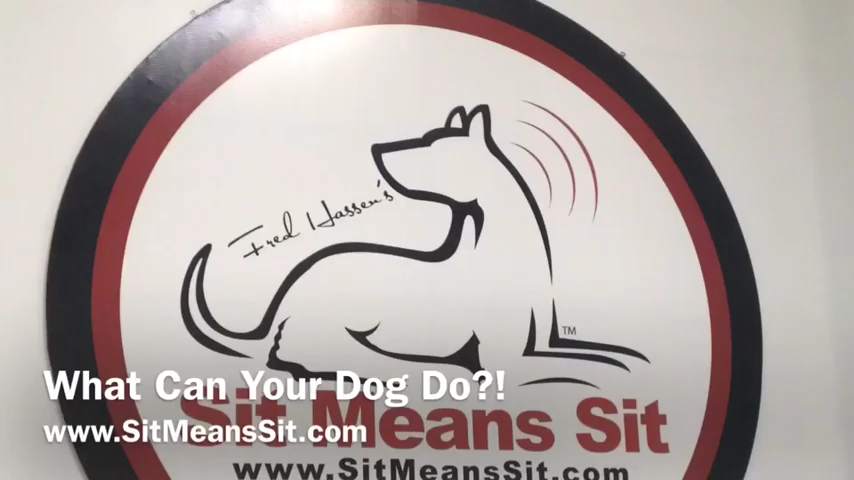 Fred Hassen's
TM
What Can Your Dog Do?!
Sit Means Sit
www.SitMeansSit.com
www.SitMeansSit.com